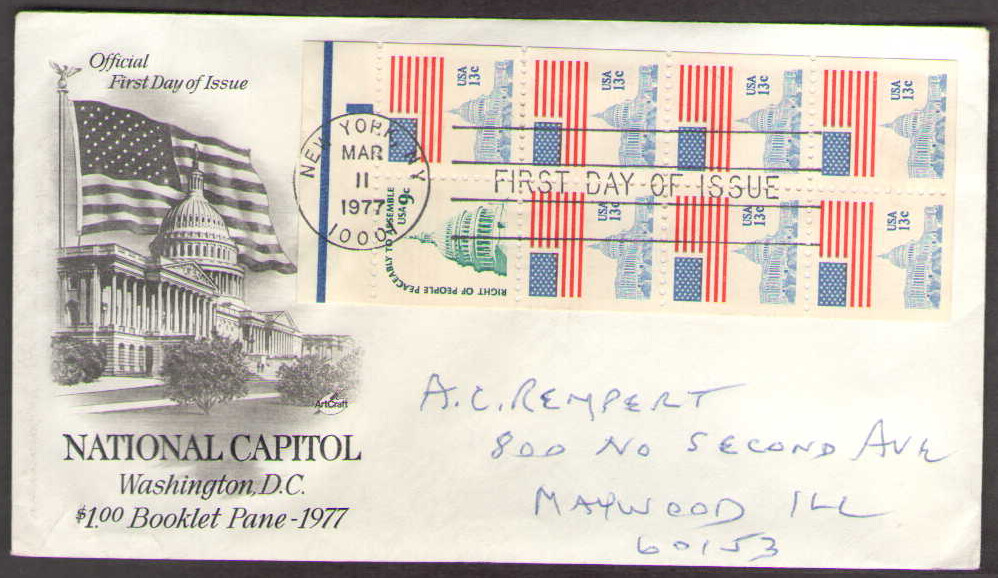 Official
First Day of Issue
USA 13c
USA 13c
USA 13c
USA 13c
NEW YORK, NY
MAR
11
1977
FIRST DAY OF ISSUE
RIGHT OF PEOPLE PEACEABLY TO ASSEMBLE
USA 9c
USA 13c
USA 13c
USA 13c
ArtCraft
NATIONAL CAPITOL
Washington, D.C.
$1.00 Booklet Pane - 1977
A.C. REMPERT
800 NO SECOND AVE
MAYWOOD ILL
60153